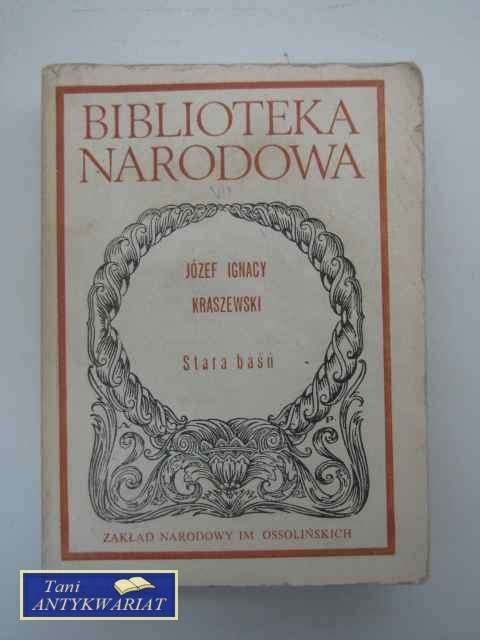 BIBLIOTEKA
NARODOWA
JÓZEF IGNACY
KRASZEWSKI
Stara baśń
ZAKŁAD NARODOWY IM OSSOLIŃSKICH
Tani
ANTYKWARIAT